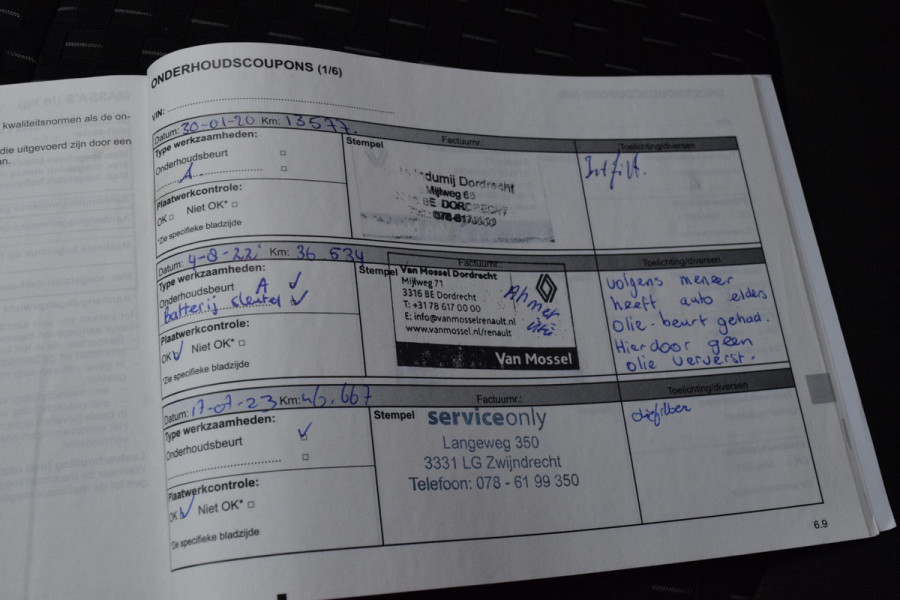 kwaliteitsnormen als de on-
die uitgevoerd zijn door een
an.
ONDERHOUDSCOUPONS (1/6)
VIN:
Datum: 30-01-20 Km: 13577
Type werkzaamheden:
Onderhoudsbeurt
A
Plaatwerkcontrole:
OK Niet OK*
*Zie specifieke bladzijde
Stempel Factuurnr.:
dumij Dordrecht
Mijlweg
BE DORDRECHT
Toelichting/diversen
Datum: 4-8-22 Km: 36 534
Type werkzaamheden:
Onderhoudsbeurt A
Batterij sleutel
Plaatwerkcontrole:
OK Niet OK*
*Zie specifieke bladzijde
Stempel Factuurnr.:
Van Mossel Dordrecht
Mijlweg 71
3316 BE Dordrecht
T: +31 78 617 00 00
E: info@vanmosselrenault.nl
www.vanmosselrenault.nl/renault
Van Mossel
Toelichting/diversen
volgens meneer
heeft auto elders
olie-beurt gehad.
Hierdoor geen
olie ververst.
Datum: 17-07-23 Km: 46.667
Type werkzaamheden:
Onderhoudsbeurt
Plaatwerkcontrole:
OK Niet OK*
*Zie specifieke bladzijde
Stempel Factuurnr.:
serviceonly
Langeweg 350
3331 LG Zwijndrecht
Telefoon: 078 - 61 99 350
Toelichting/diversen
6.9